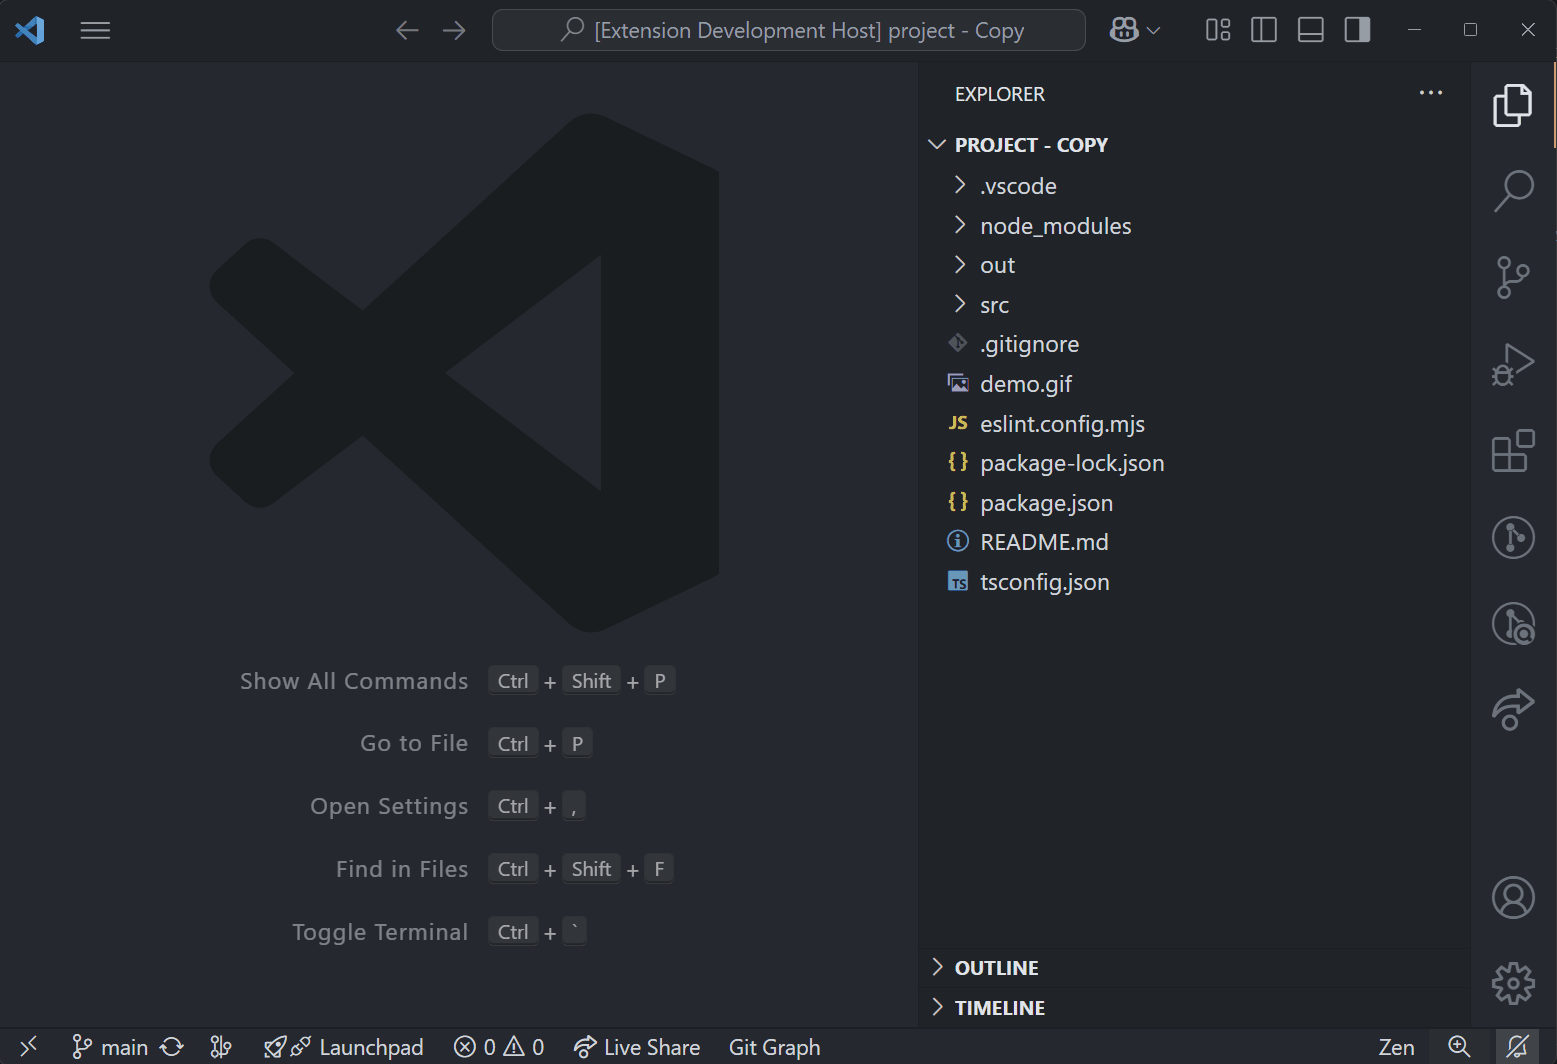 [Extension Development Host] project - Copy
EXPLORER
PROJECT - COPY
.vscode
node_modules
out
src
.gitignore
demo.gif
JS eslint.config.mjs
{} package-lock.json
{} package.json
README.md
TS tsconfig.json
Show All Commands Ctrl + Shift + P
Go to File Ctrl + P
Open Settings Ctrl + ,
Find in Files Ctrl + Shift + F
Toggle Terminal Ctrl + `
OUTLINE
TIMELINE
main Launchpad 0 0 Live Share Git Graph Zen